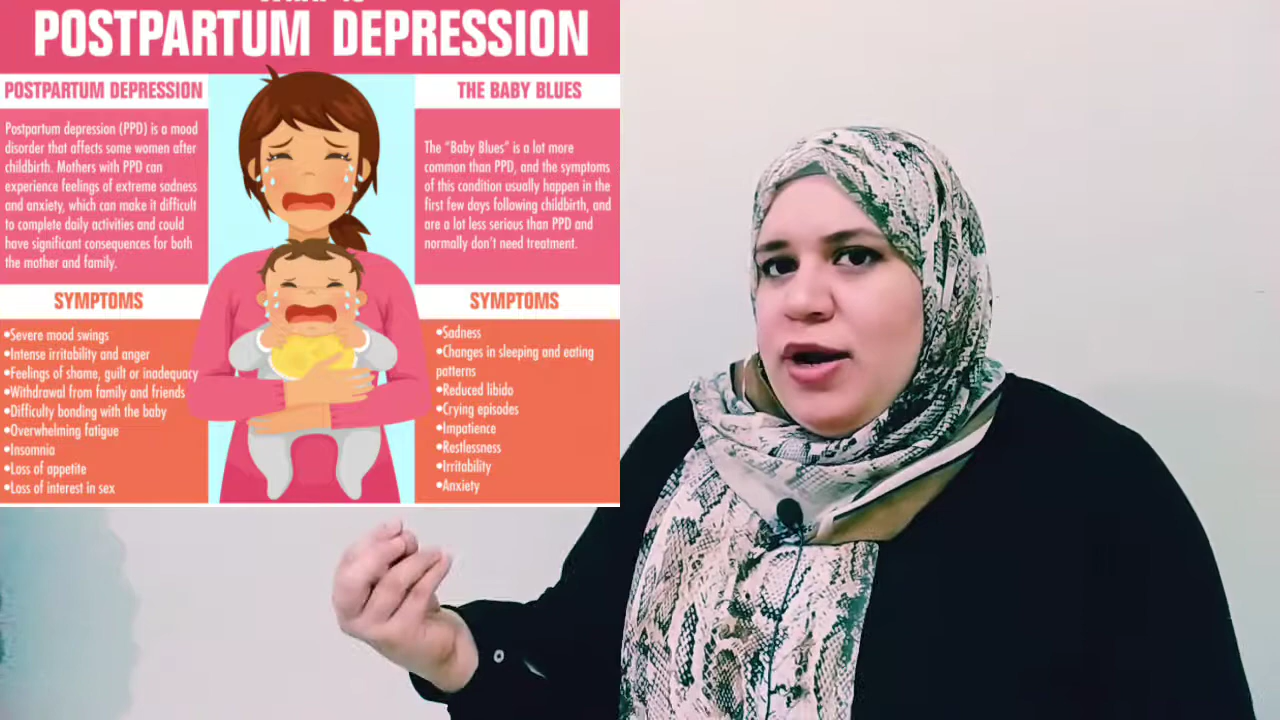 POSTPARTUM DEPRESSION
POSTPARTUM DEPRESSION
Postpartum depression (PPD) is a mood
disorder that affects some women after
childbirth. Mothers with PPD can
experience feelings of extreme sadness
and anxiety, which can make it difficult
to complete daily activities and could
have significant consequences for both
the mother and family.
SYMPTOMS
•Severe mood swings
•Intense irritability and anger
•Feelings of shame, guilt or inadequacy
•Withdrawal from family and friends
•Difficulty bonding with the baby
•Overwhelming fatigue
•Insomnia
•Loss of appetite
•Loss of interest in sex
THE BABY BLUES
The “Baby Blues” is a lot more
common than PPD, and the symptoms
of this condition usually happen in the
first few days following childbirth, and
are a lot less serious than PPD and
normally don’t need treatment.
SYMPTOMS
•Sadness
•Changes in sleeping and eating
patterns
•Reduced libido
•Crying episodes
•Impatience
•Restlessness
•Irritability
•Anxiety